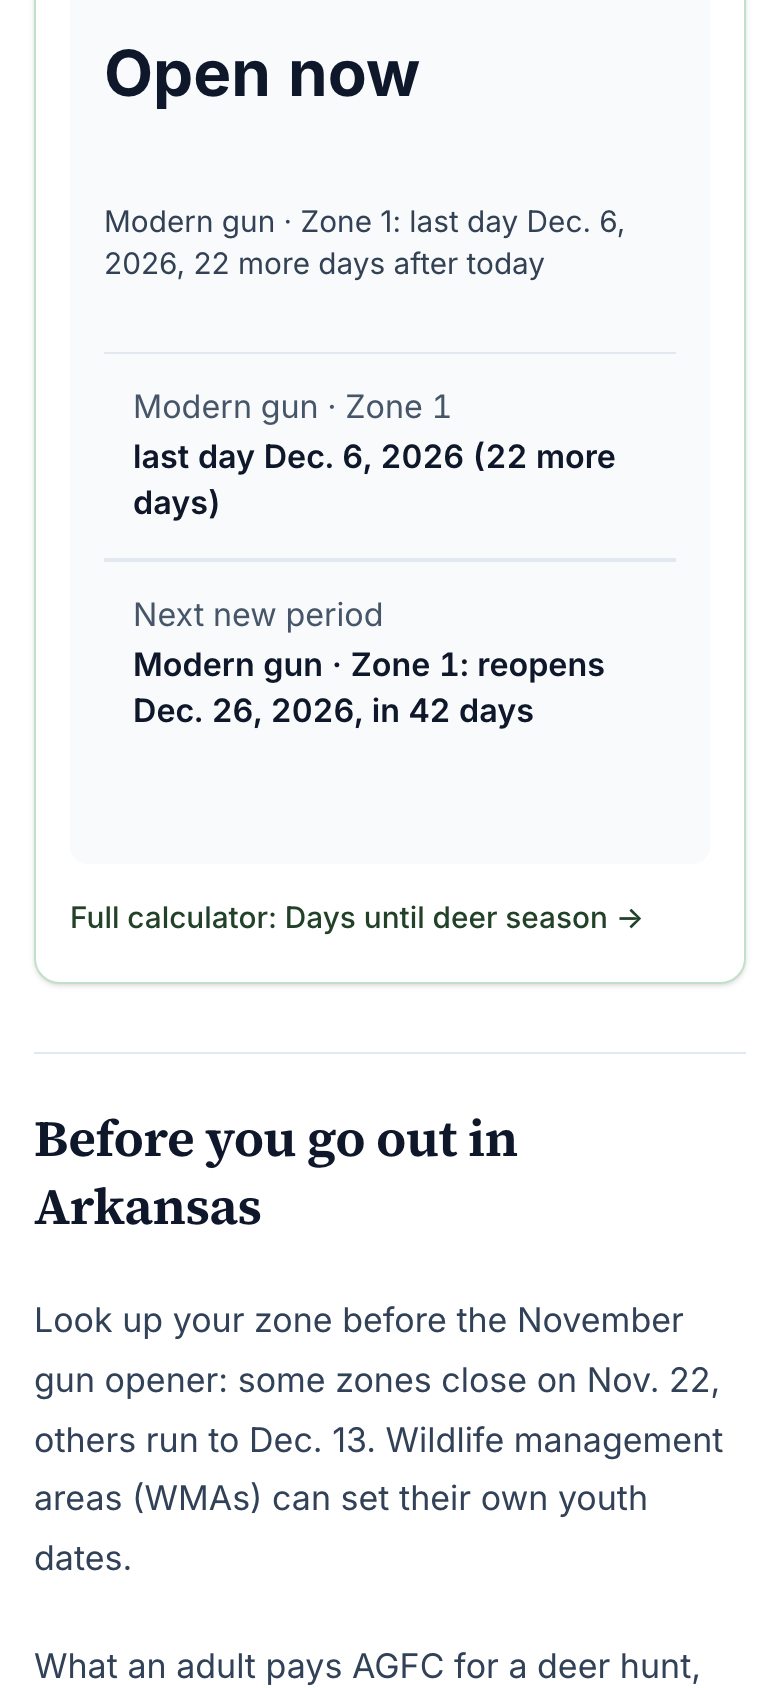 Open now
Modern gun · Zone 1: last day Dec. 6,
2026, 22 more days after today
Modern gun · Zone 1
last day Dec. 6, 2026 (22 more
days)
Next new period
Modern gun · Zone 1: reopens
Dec. 26, 2026, in 42 days
Full calculator: Days until deer season →
Before you go out in
Arkansas
Look up your zone before the November
gun opener: some zones close on Nov. 22,
others run to Dec. 13. Wildlife management
areas (WMAs) can set their own youth
dates.
What an adult pays AGFC for a deer hunt,